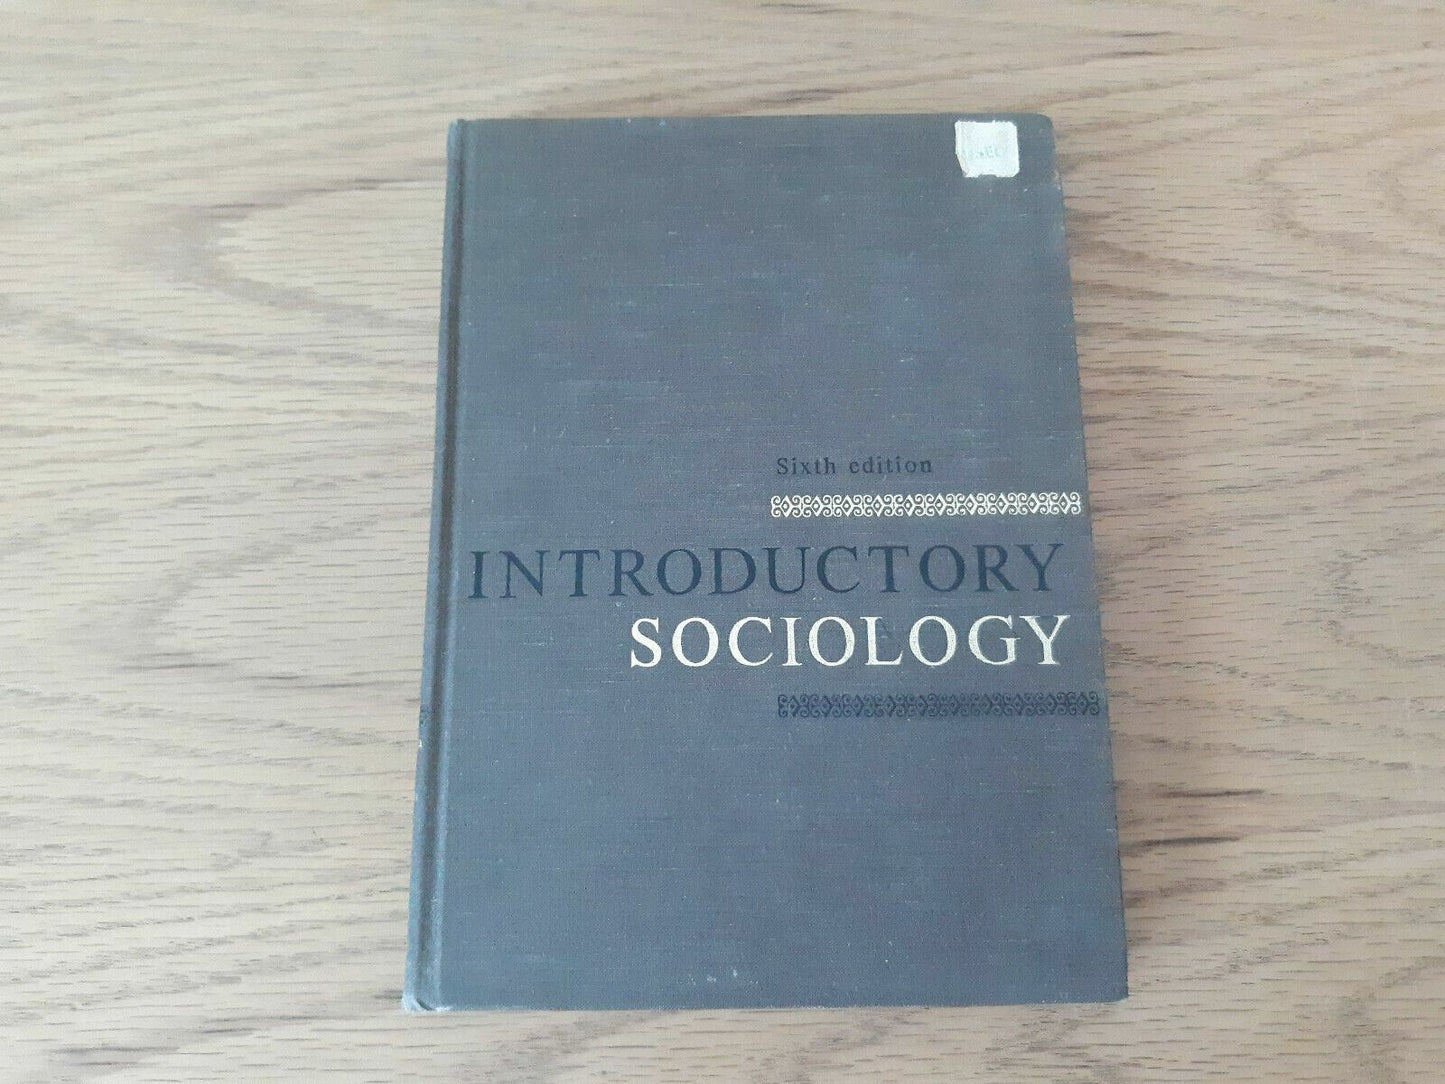 Sixth edition
INTRODUCTORY
SOCIOLOGY